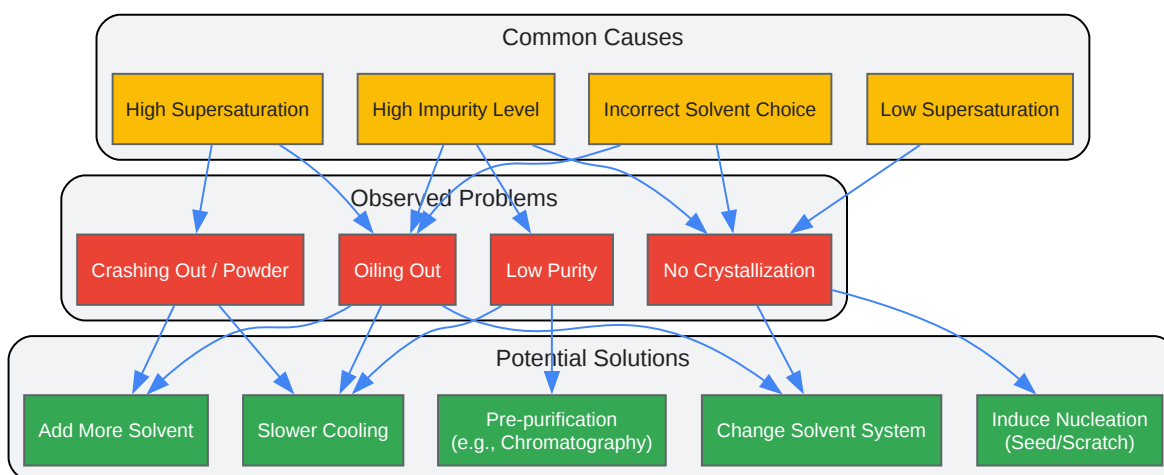 Common Causes
High Supersaturation
High Impurity Level
Incorrect Solvent Choice
Low Supersaturation
Observed Problems
Crashing Out / Powder
Oiling Out
Low Purity
No Crystallization
Potential Solutions
Add More Solvent
Slower Cooling
Pre-purification
(e.g., Chromatography)
Change Solvent System
Induce Nucleation
(Seed/Scratch)